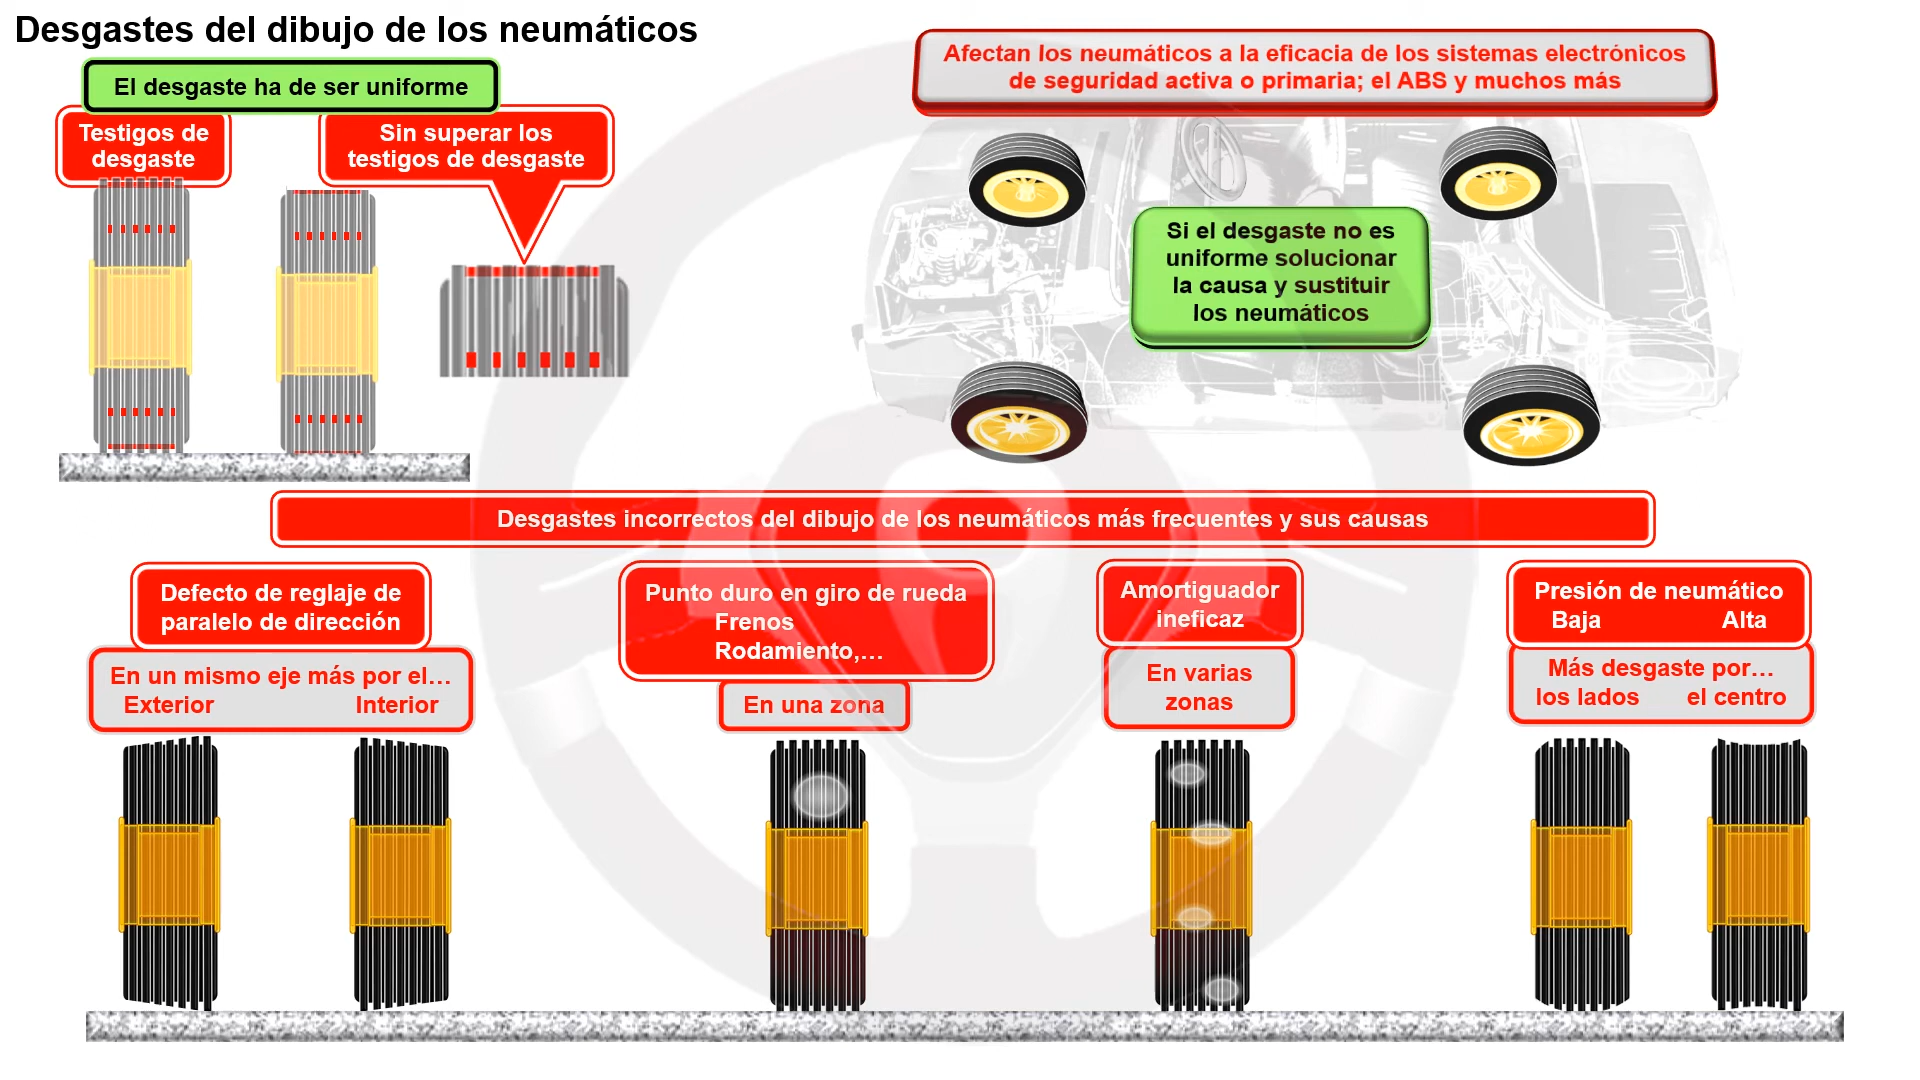 Desgastes del dibujo de los neumáticos
El desgaste ha de ser uniforme
Testigos de
desgaste
Sin superar los
testigos de desgaste
Afectan los neumáticos a la eficacia de los sistemas electrónicos
de seguridad activa o primaria; el ABS y muchos más
Si el desgaste no es
uniforme solucionar
la causa y sustituir
los neumáticos
Desgastes incorrectos del dibujo de los neumáticos más frecuentes y sus causas
Defecto de reglaje de
paralelo de dirección
En un mismo eje más por el...
Exterior Interior
Punto duro en giro de rueda
Frenos
Rodamiento,...
En una zona
Amortiguador
ineficaz
En varias
zonas
Presión de neumático
Baja Alta
Más desgaste por...
los lados el centro